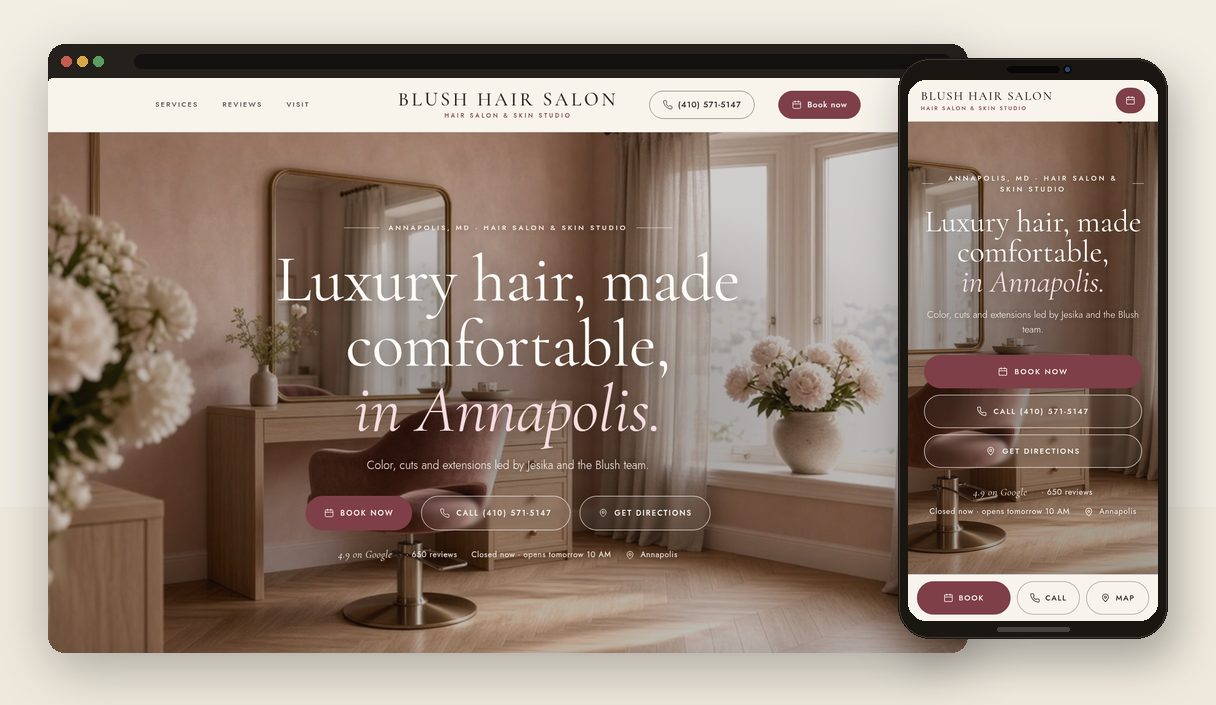 SERVICES
REVIEWS
VISIT
BLUSH HAIR SALON
HAIR SALON & SKIN STUDIO
(410) 571-5147
Book now
ANNAPOLIS, MD · HAIR SALON & SKIN STUDIO
Luxury hair, made
comfortable,
in Annapolis.
Color, cuts and extensions led by Jesika and the Blush team.
BOOK NOW
CALL (410) 571-5147
GET DIRECTIONS
4.9 on Google · 650 reviews
Closed now · opens tomorrow 10 AM
Annapolis
BLUSH HAIR SALON
HAIR SALON & SKIN STUDIO
ANNAPOLIS, MD · HAIR SALON &
SKIN STUDIO
Luxury hair, made
comfortable,
in Annapolis.
Color, cuts and extensions led by Jesika and the Blush
team.
BOOK NOW
CALL (410) 571-5147
GET DIRECTIONS
4.9 on Google · 650 reviews
Closed now · opens tomorrow 10 AM
Annapolis
BOOK
CALL
MAP